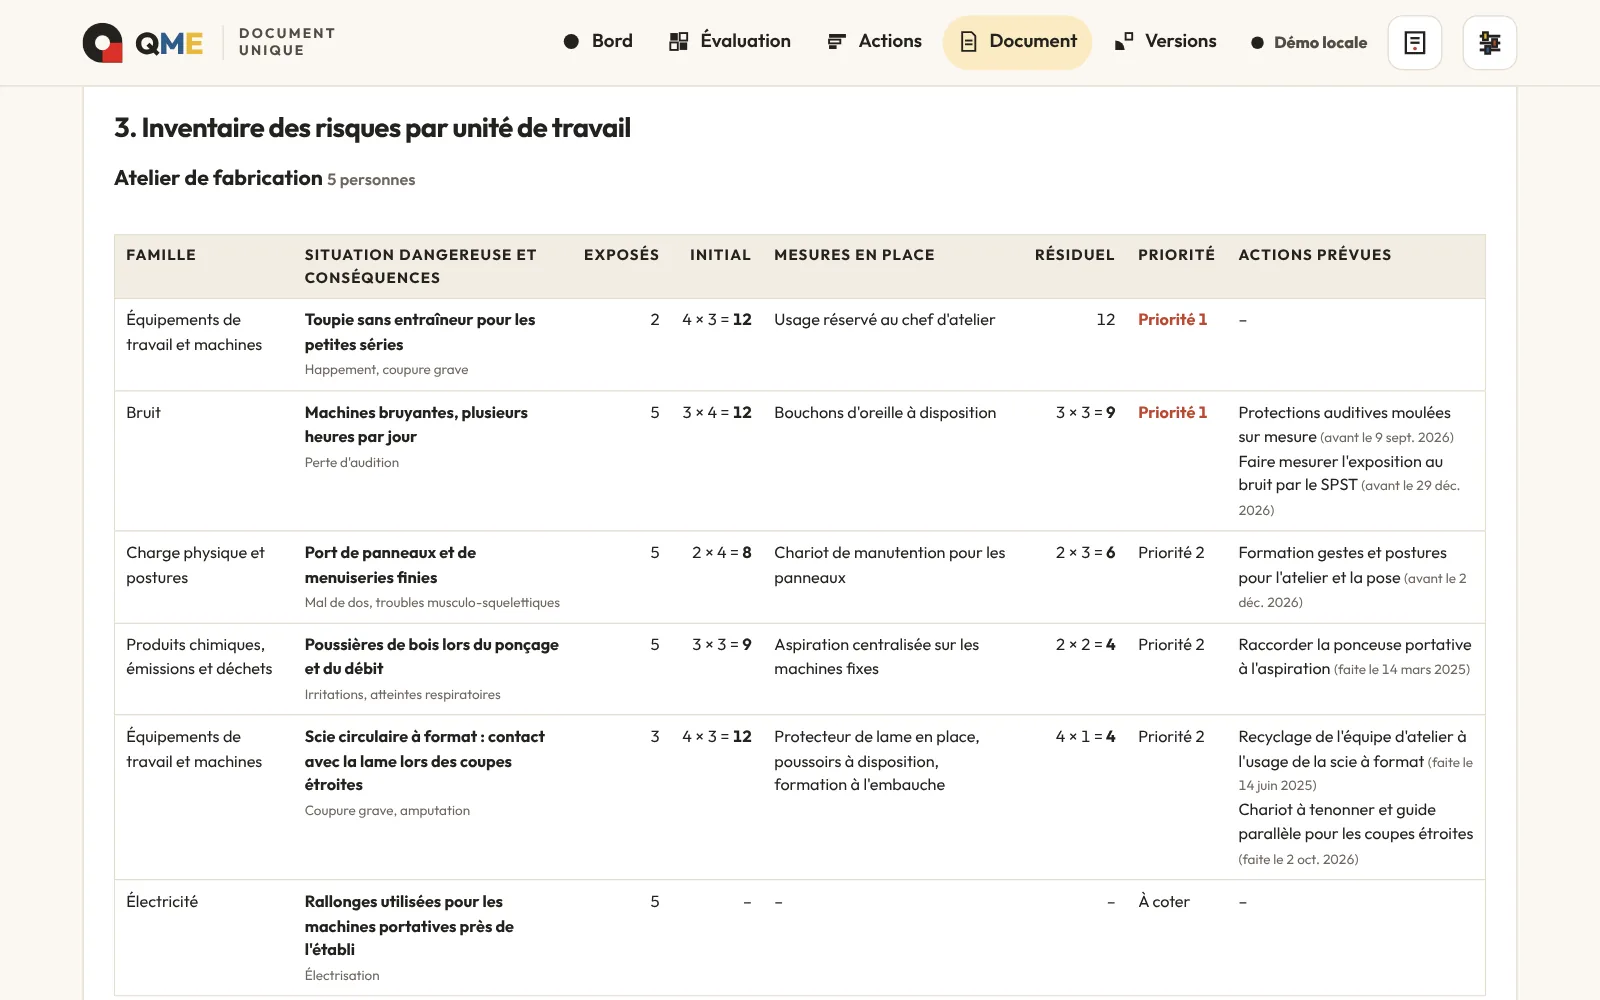 QME
DOCUMENT
UNIQUE
Bord
Évaluation
Actions
Document
Versions
Démo locale
3. Inventaire des risques par unité de travail
Atelier de fabrication 5 personnes
FAMILLE
SITUATION DANGEREUSE ET
CONSÉQUENCES
EXPOSÉS
INITIAL
MESURES EN PLACE
RÉSIDUEL
PRIORITÉ
ACTIONS PRÉVUES
Équipements de
travail et machines
Toupie sans entraîneur pour les
petites séries
Happement, coupure grave
2
4 × 3 = 12
Usage réservé au chef d'atelier
12
Priorité 1
–
Bruit
Machines bruyantes, plusieurs
heures par jour
Perte d'audition
5
3 × 4 = 12
Bouchons d'oreille à disposition
3 × 3 = 9
Priorité 1
Protections auditives moulées
sur mesure (avant le 9 sept. 2026)
Faire mesurer l'exposition au
bruit par le SPST (avant le 29 déc.
2026)
Charge physique et
postures
Port de panneaux et de
menuiseries finies
Mal de dos, troubles musculo-squelettiques
5
2 × 4 = 8
Chariot de manutention pour les
panneaux
2 × 3 = 6
Priorité 2
Formation gestes et postures
pour l'atelier et la pose (avant le 2
déc. 2026)
Produits chimiques,
émissions et déchets
Poussières de bois lors du ponçage
et du débit
Irritations, atteintes respiratoires
5
3 × 3 = 9
Aspiration centralisée sur les
machines fixes
2 × 2 = 4
Priorité 2
Raccorder la ponceuse portative
à l'aspiration (faite le 14 mars 2025)
Équipements de
travail et machines
Scie circulaire à format : contact
avec la lame lors des coupes
étroites
Coupure grave, amputation
3
4 × 3 = 12
Protecteur de lame en place,
poussoirs à disposition,
formation à l'embauche
4 × 1 = 4
Priorité 2
Recyclage de l'équipe d'atelier à
l'usage de la scie à format (faite le
14 juin 2025)
Chariot à tenonner et guide
parallèle pour les coupes étroites
(faite le 2 oct. 2026)
Électricité
Rallonges utilisées pour les
machines portatives près de
l'établi
Électrisation
5
–
–
–
À coter
–